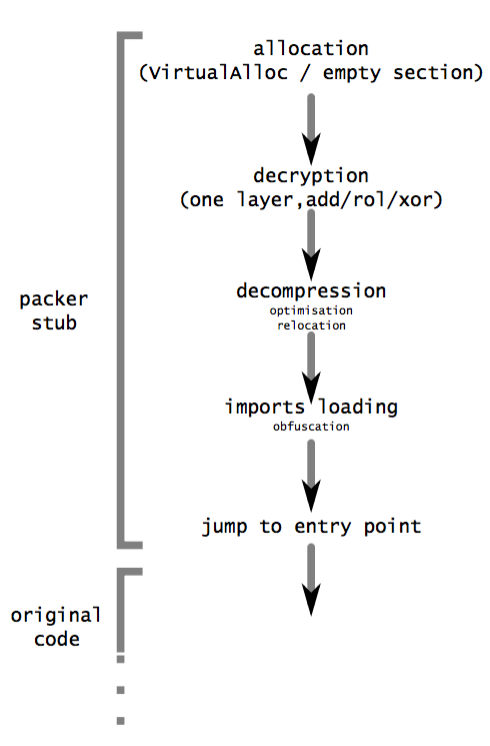 allocation
(VirtualAlloc / empty section)
decryption
(one layer,add/rol/xor)
decompression
optimisation
relocation
packer
stub
imports loading
obfuscation
jump to entry point
original
code